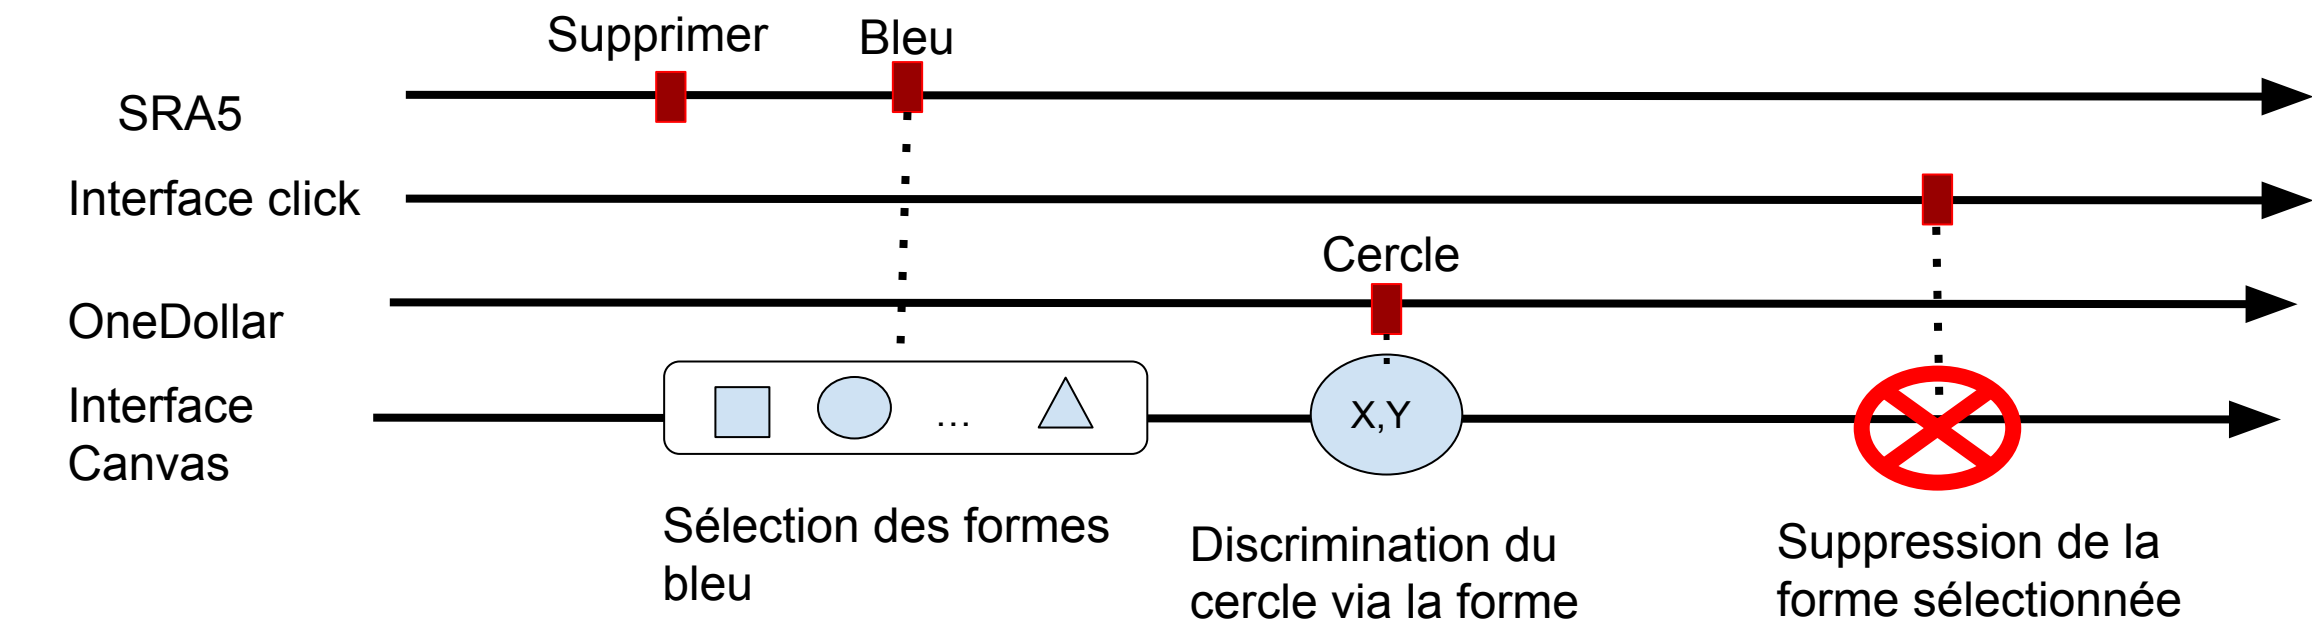 Supprimer
Bleu
SRA5
Interface click
Cercle
OneDollar
Interface
Canvas
...
X,Y
Sélection des formes
bleu
Discrimination du
cercle via la forme
Suppression de la
forme sélectionnée